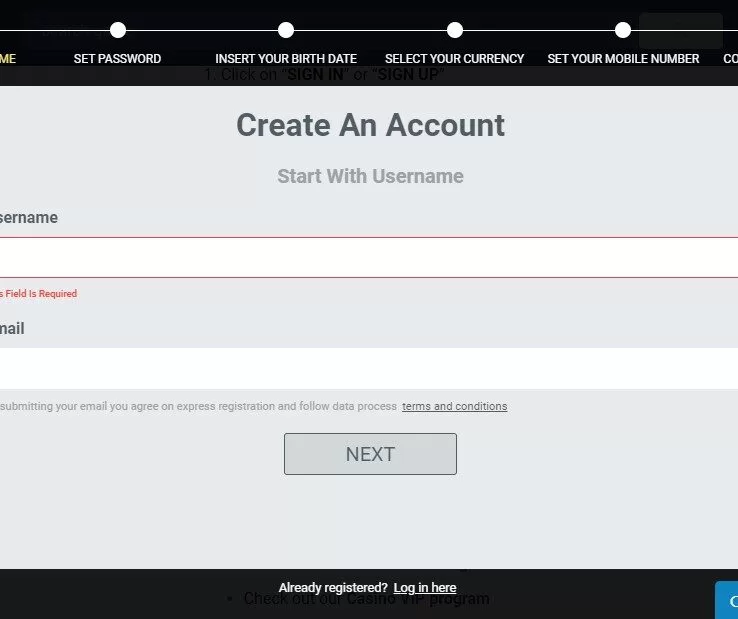 ME SET PASSWORD INSERT YOUR BIRTH DATE SELECT YOUR CURRENCY SET YOUR MOBILE NUMBER CO
1. Click on "SIGN IN" or "SIGN UP"
Create An Account
Start With Username
sername
s Field Is Required
mail
submitting your email you agree on express registration and follow data process terms and conditions
NEXT
Already registered? Log in here
• Check out our Casino VIP program